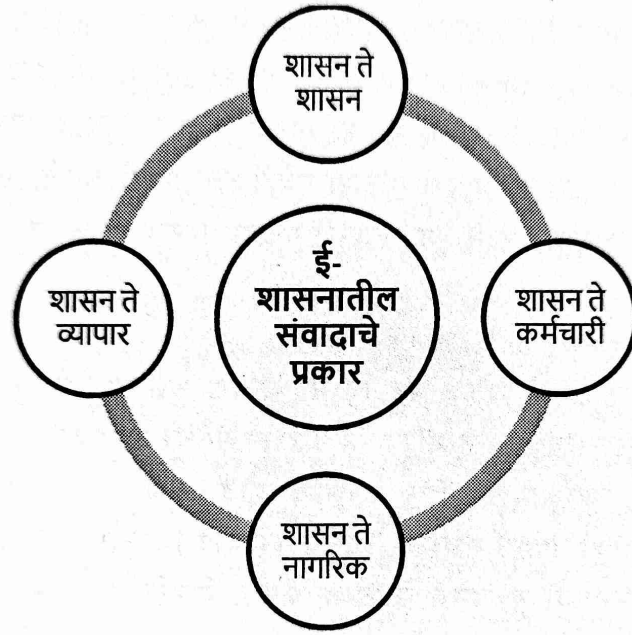 शासन ते
शासन
शासन ते
व्यापार
ई-
शासनातील
संवादाचे
प्रकार
शासन ते
कर्मचारी
शासन ते
नागरिक